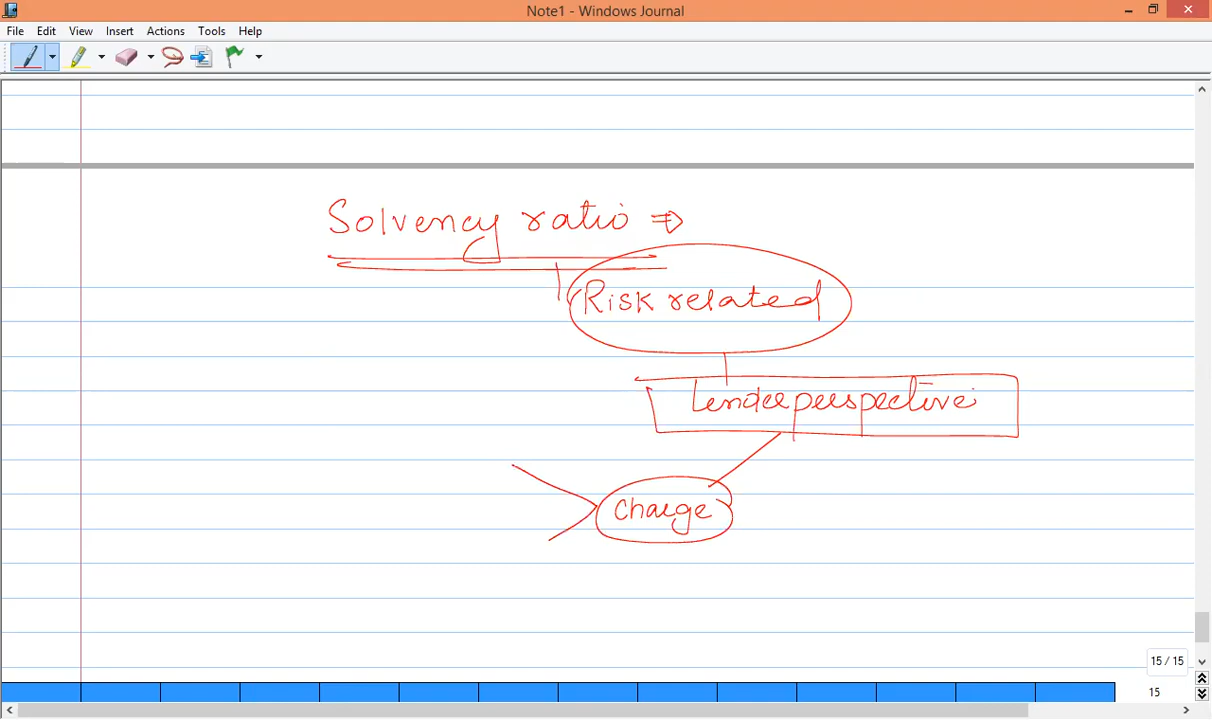 Note1 - Windows Journal
File Edit View Insert Actions Tools Help
Solvency ratio ⇒
Risk related
Lender perspective
Charge
15 / 15
15